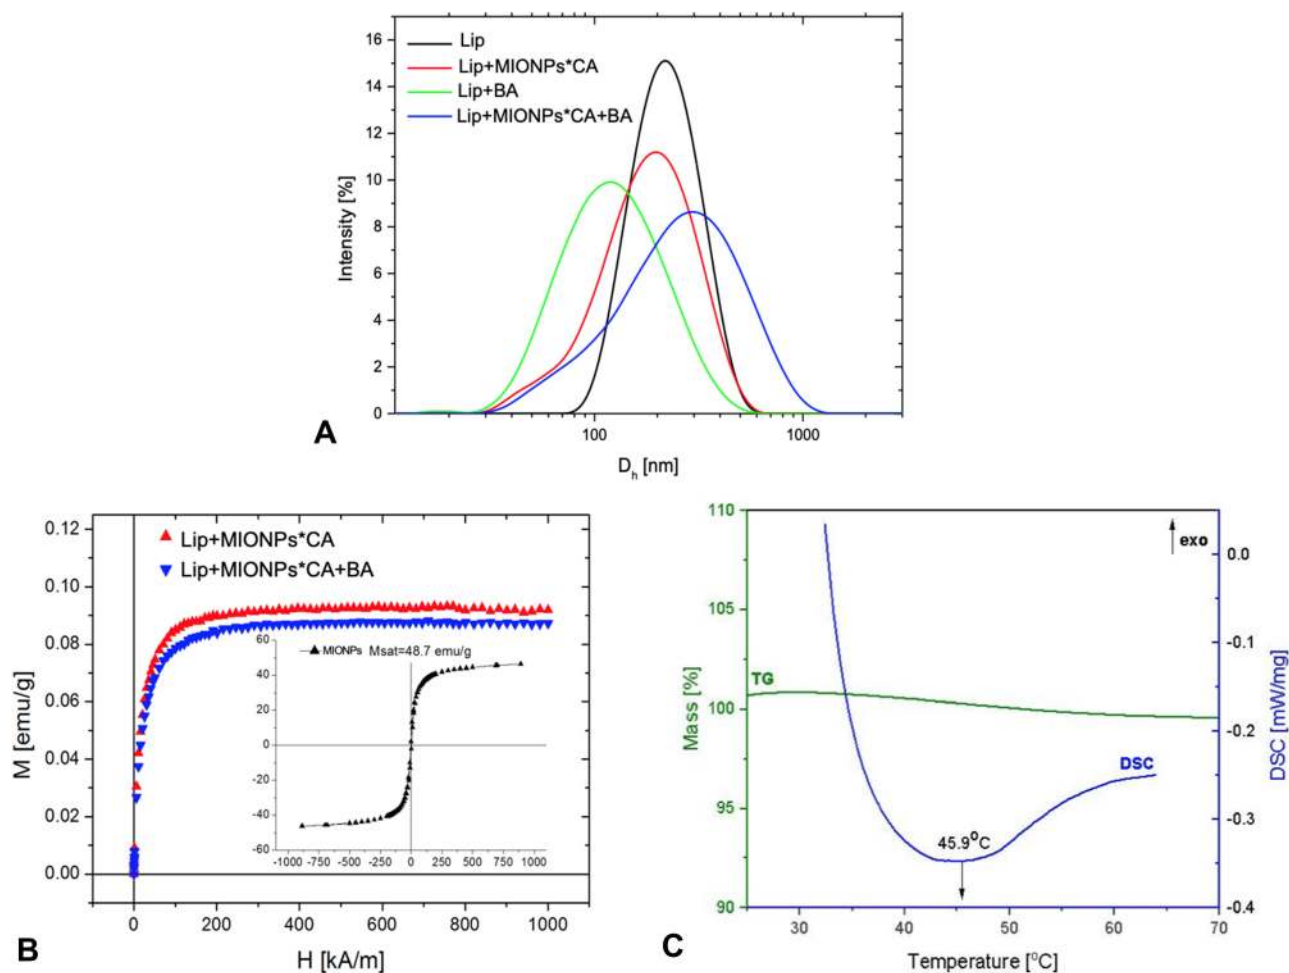 16
14
12
10
8
6
4
2
0
Intensity [%]
Lip
Lip+MIONPs*CA
Lip+BA
Lip+MIONPs*CA+BA
100
1000
D_h [nm]
A
0.12
0.10
0.08
0.06
0.04
0.02
0.00
M [emu/g]
Lip+MIONPs*CA
Lip+MIONPs*CA+BA
MIONPs Msat=48.7 emu/g
60
40
20
0
-20
-40
-60
-1000 -750 -500 -250 0 250 500 750 1000
0 200 400 600 800 1000
H [kA/m]
B
110
105
100
95
90
Mass [%]
TG
exo
DSC
45.9°C
0.0
-0.1
-0.2
-0.3
-0.4
DSC [mW/mg]
30 40 50 60 70
Temperature [°C]
C